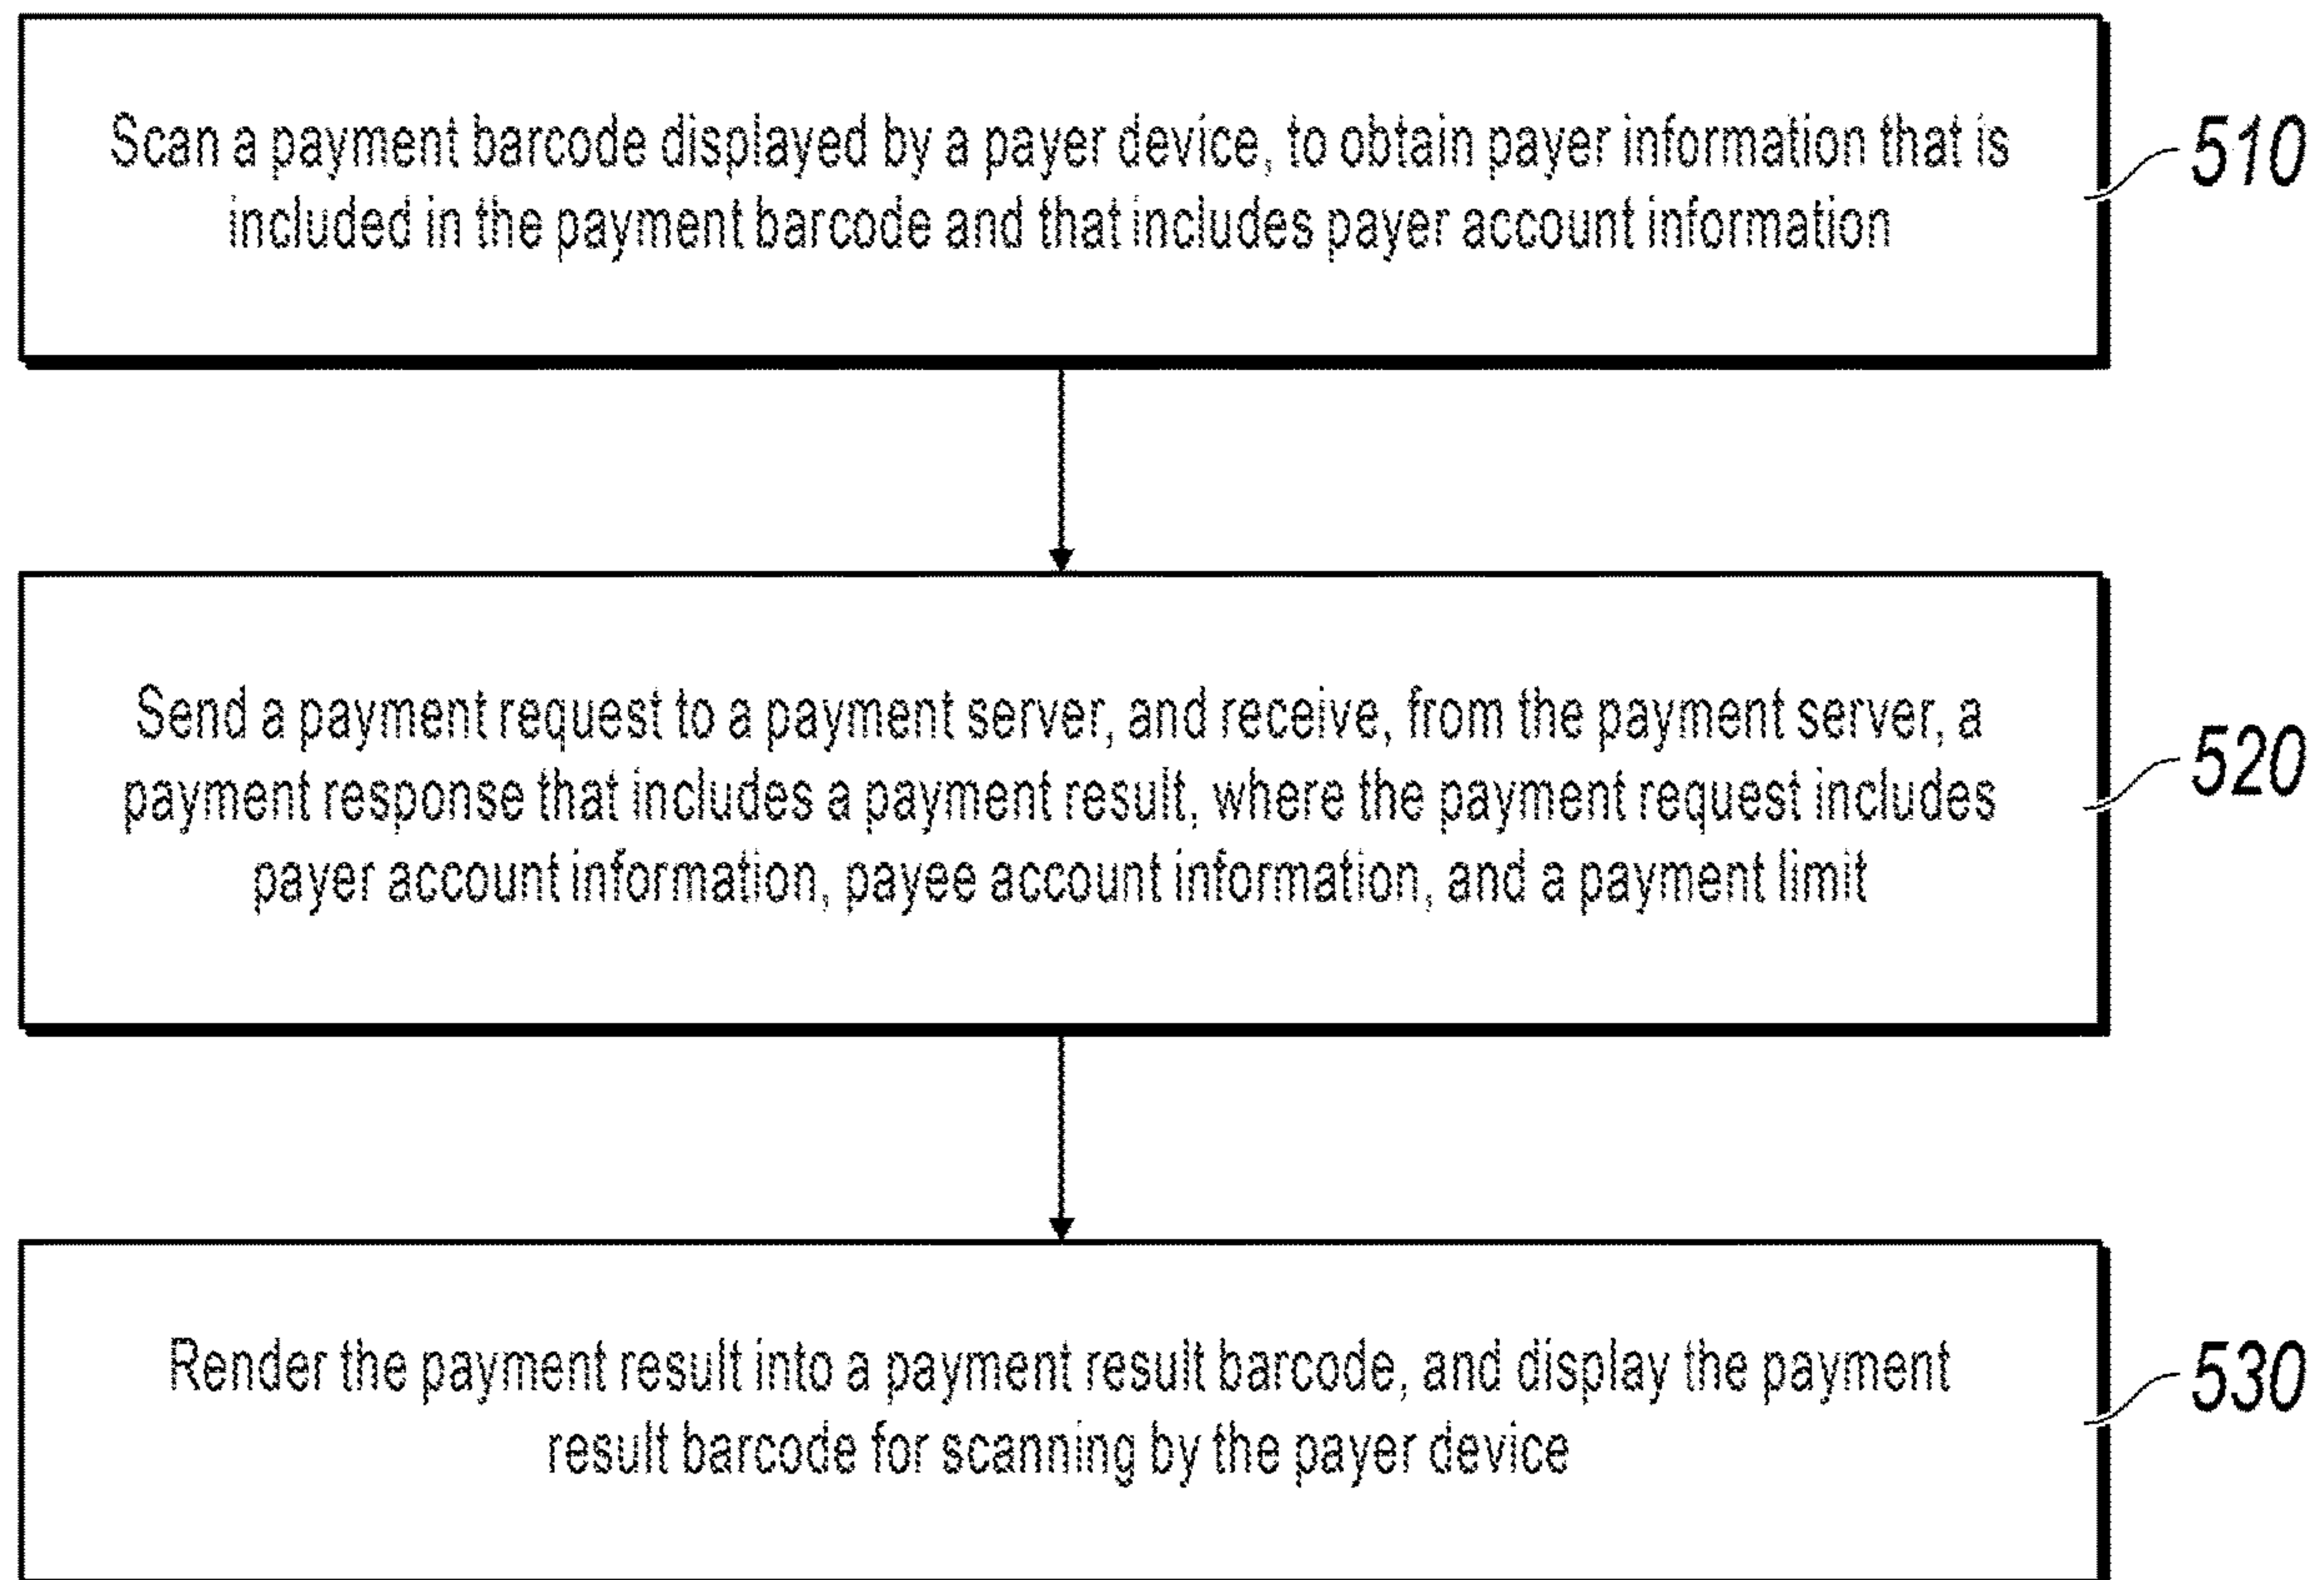 Scan a payment barcode displayed by a payer device, to obtain payer information that is
included in the payment barcode and that includes payer account information
510
Send a payment request to a payment server, and receive, from the payment server, a
payment response that includes a payment result, where the payment request includes
payer account information, payee account information, and a payment limit
520
Render the payment result into a payment result barcode, and display the payment
result barcode for scanning by the payer device
530